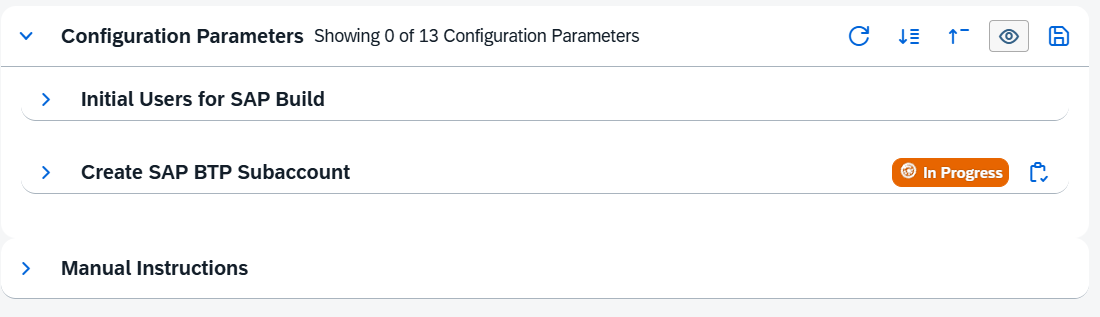 Configuration Parameters Showing 0 of 13 Configuration Parameters
Initial Users for SAP Build
Create SAP BTP Subaccount In Progress
Manual Instructions